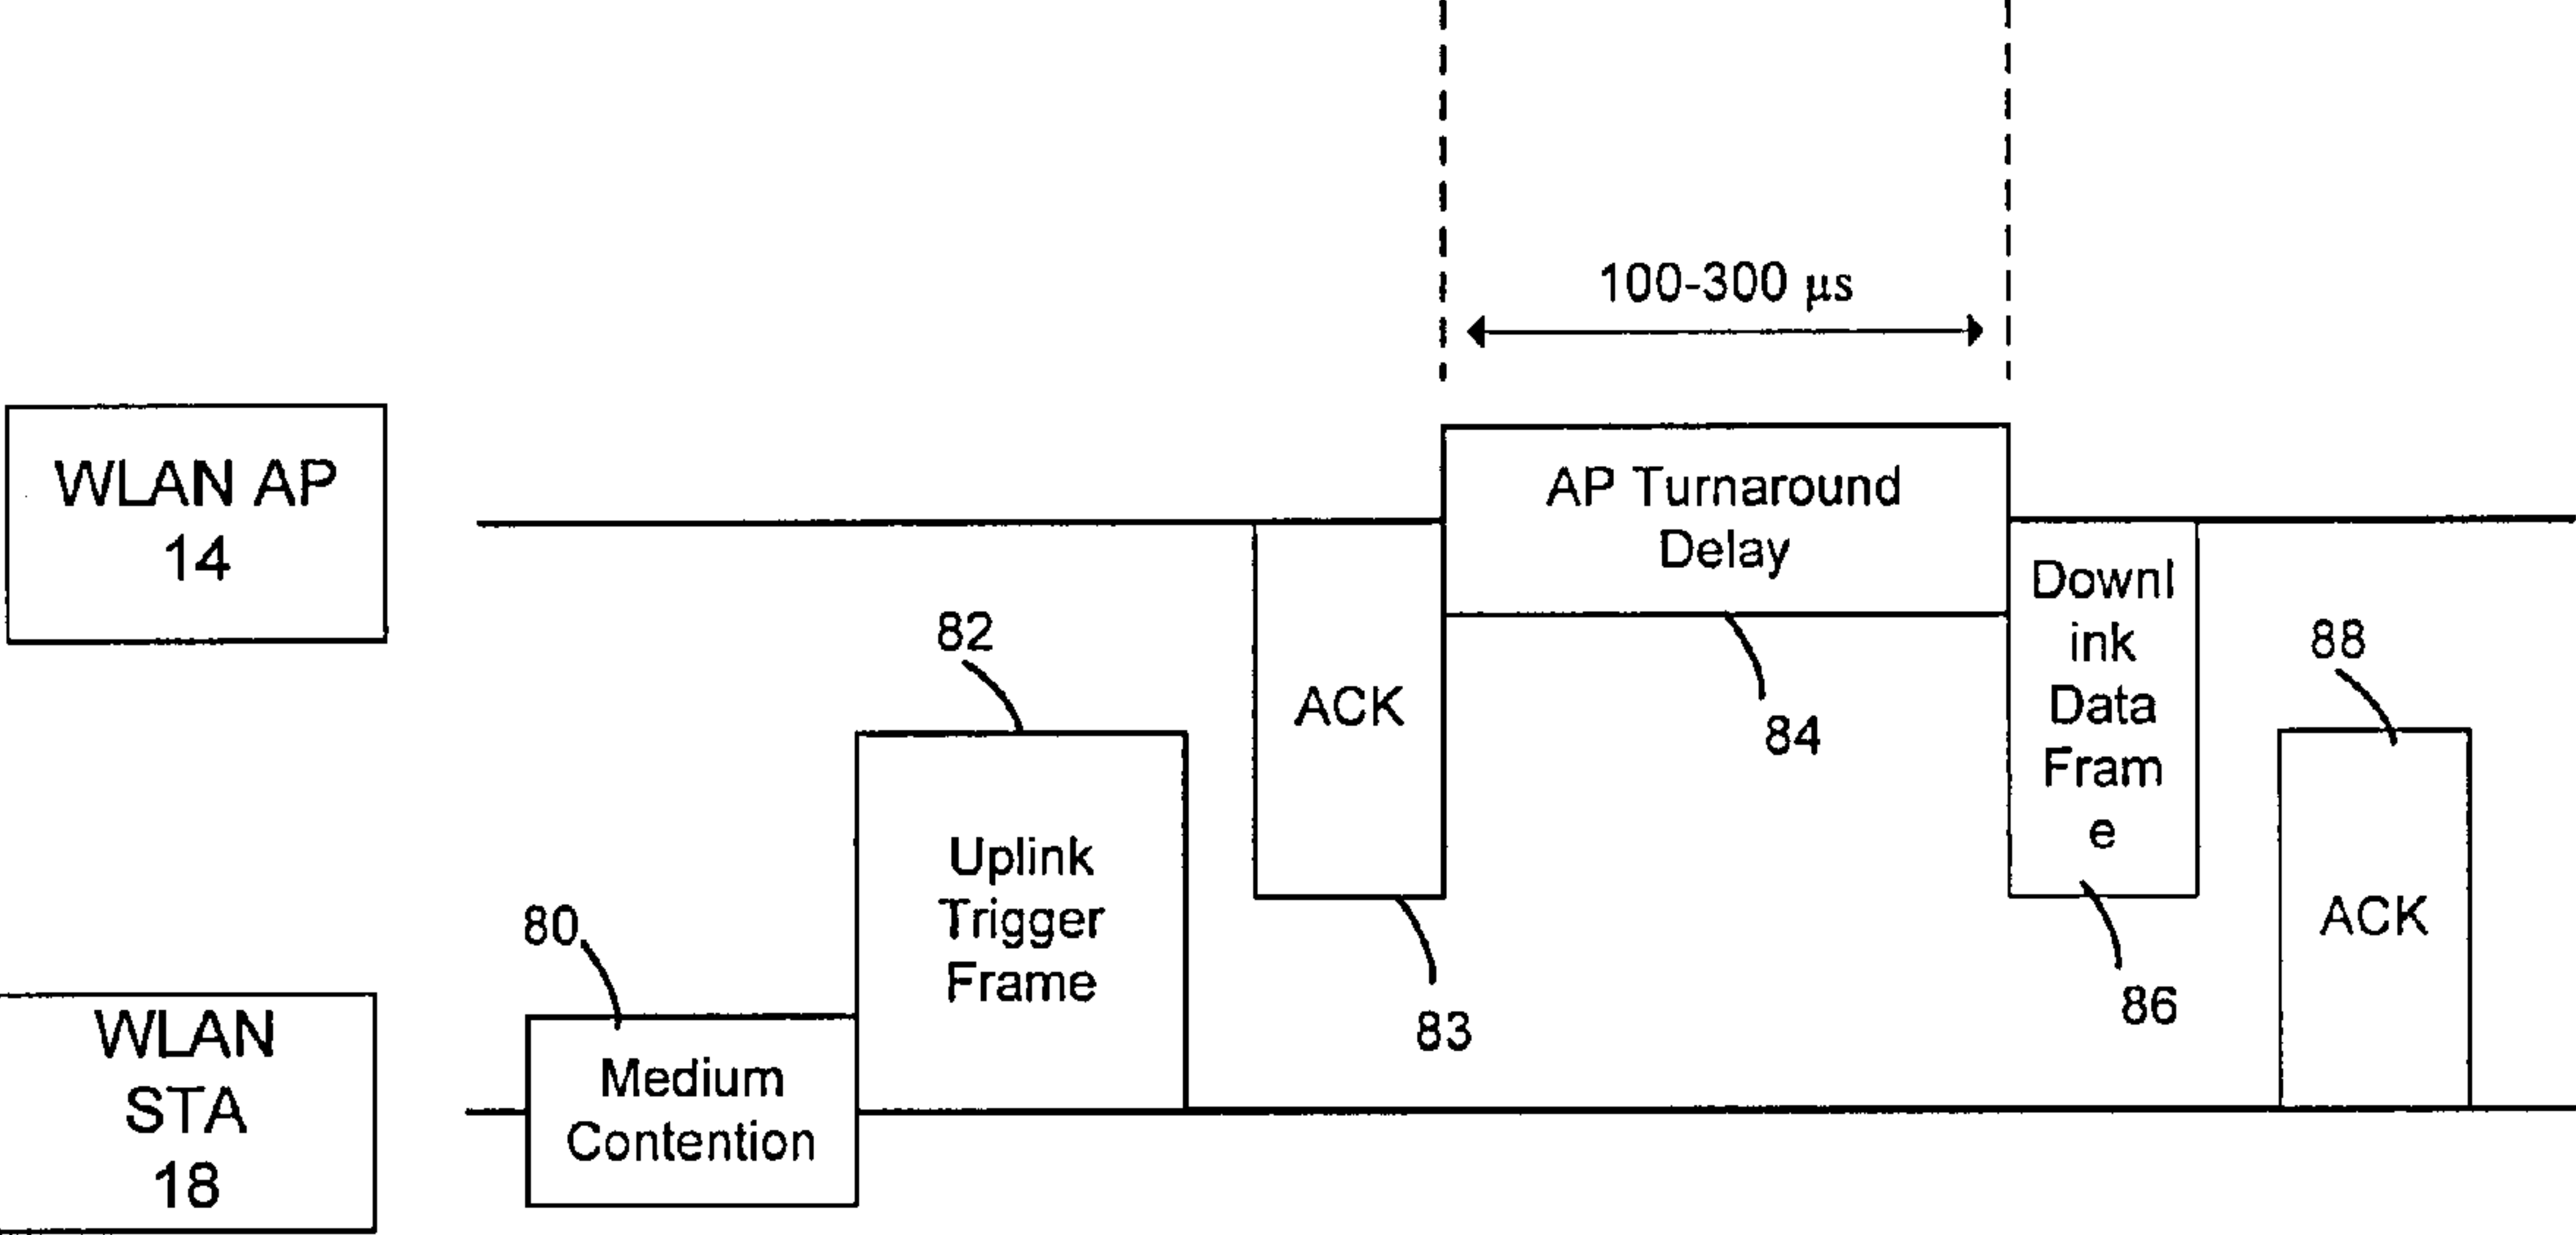 100-300 μs
WLAN AP
14
AP Turnaround
Delay
82
ACK
84
Downl
ink
Data
Fram
e
88
80
Uplink
Trigger
Frame
83
86
ACK
WLAN
STA
18
Medium
Contention